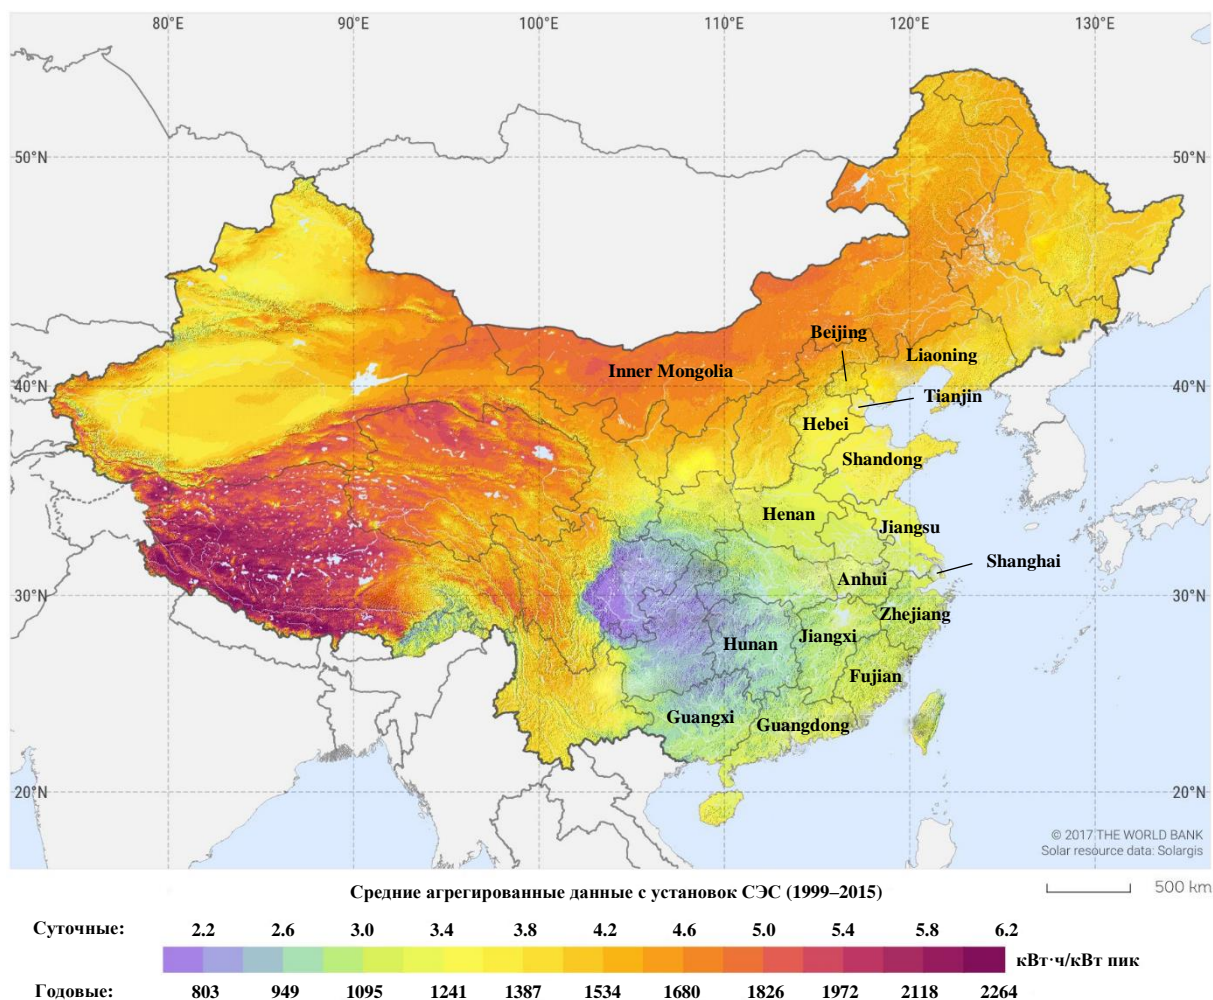 80°E 90°E 100°E 110°E 120°E 130°E
50°N 50°N
Beijing
Liaoning
Inner Mongolia
40°N 40°N
Tianjin
Hebei
Shandong
Henan
Jiangsu
Shanghai
Anhui
30°N 30°N
Zhejiang
Jiangxi
Hunan
Fujian
Guangxi
Guangdong
20°N 20°N
© 2017 THE WORLD BANK
Solar resource data: Solargis
Средние агрегированные данные с установок СЭС (1999–2015)
500 km
Суточные: 2.2 2.6 3.0 3.4 3.8 4.2 4.6 5.0 5.4 5.8 6.2
кВт·ч/кВт пик
Годовые: 803 949 1095 1241 1387 1534 1680 1826 1972 2118 2264